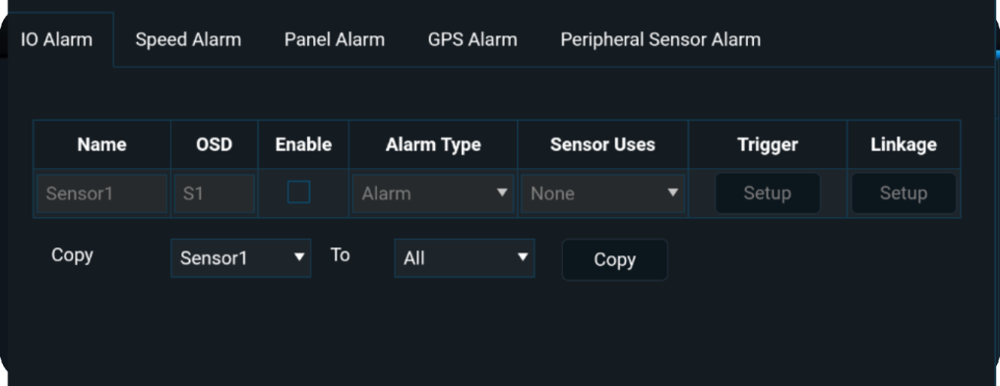 IO Alarm Speed Alarm Panel Alarm GPS Alarm Peripheral Sensor Alarm
Name OSD Enable Alarm Type Sensor Uses Trigger Linkage
Sensor1 S1 Alarm None Setup Setup
Copy Sensor1 To All Copy